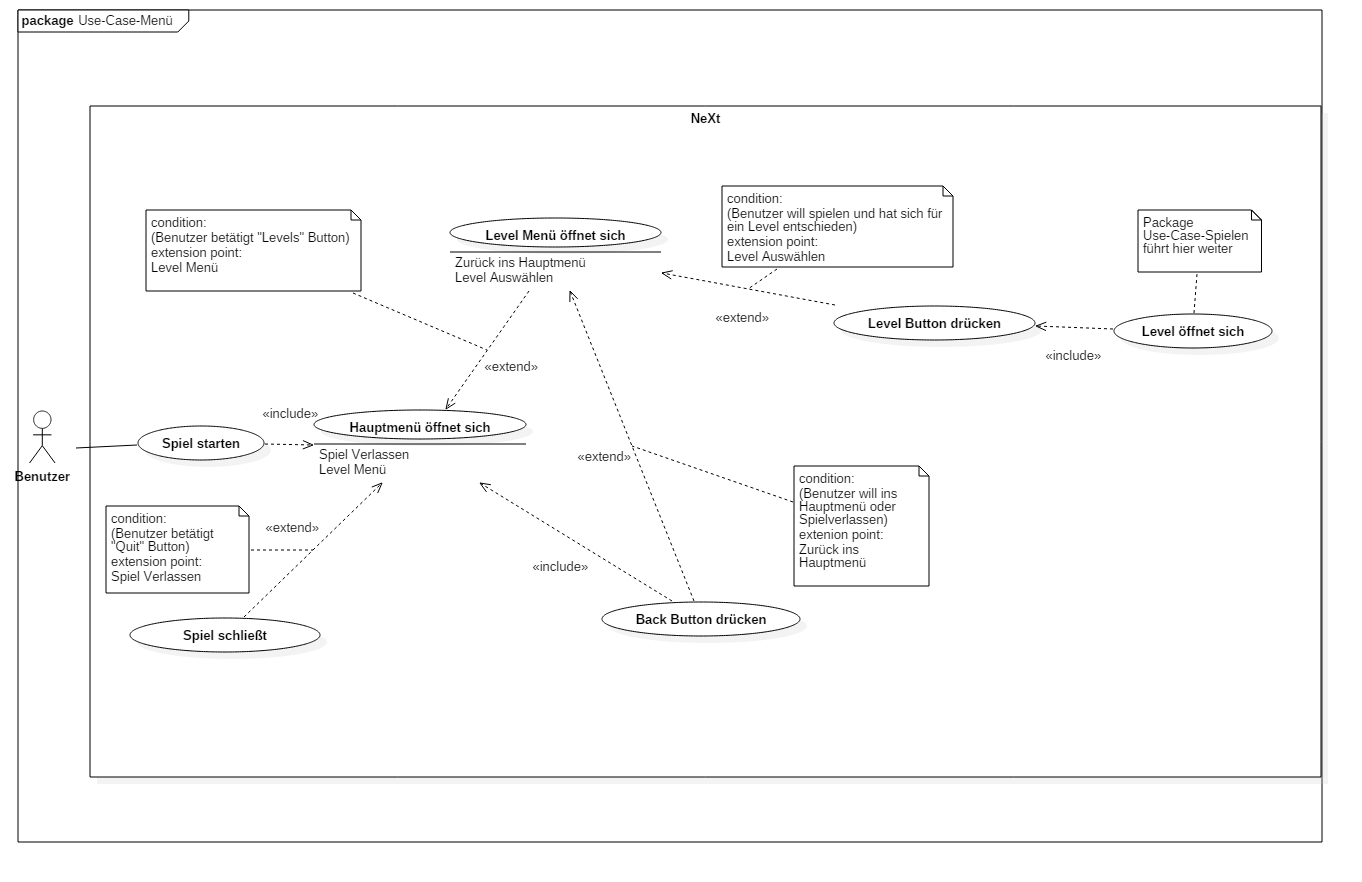 package Use-Case-Menü
NeXt
condition:
(Benutzer betätigt "Levels" Button)
extension point:
Level Menü
Level Menü öffnet sich
Zurück ins Hauptmenü
Level Auswählen
condition:
(Benutzer will spielen und hat sich für
ein Level entschieden)
extension point:
Level Auswählen
Package
Use-Case-Spielen
führt hier weiter
«extend»
Level Button drücken
Level öffnet sich
«include»
«extend»
«include»
Hauptmenü öffnet sich
Spiel Verlassen
Level Menü
Spiel starten
Benutzer
«extend»
condition:
(Benutzer will ins
Hauptmenü oder
Spielverlassen)
extenion point:
Zurück ins
Hauptmenü
condition:
(Benutzer betätigt
"Quit" Button)
extension point:
Spiel Verlassen
«extend»
«include»
Back Button drücken
Spiel schließt